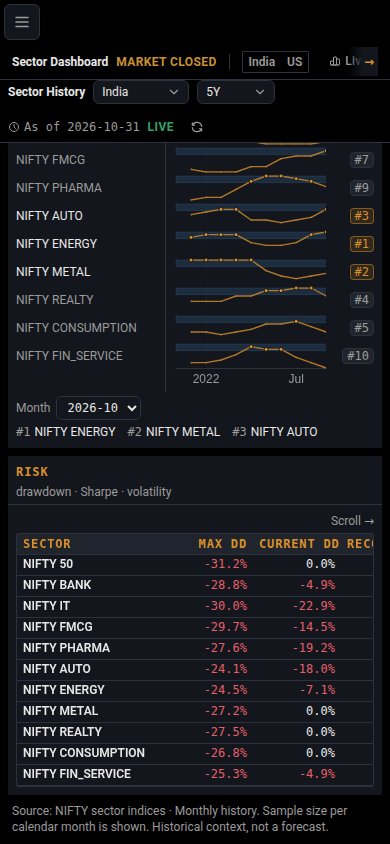 Sector Dashboard MARKET CLOSED India US Liv →
Sector History India 5Y
As of 2026-10-31 LIVE
NIFTY FMCG #7
NIFTY PHARMA #9
NIFTY AUTO #3
NIFTY ENERGY #1
NIFTY METAL #2
NIFTY REALTY #4
NIFTY CONSUMPTION #5
NIFTY FIN_SERVICE #10
2022 Jul
Month 2026-10
#1 NIFTY ENERGY #2 NIFTY METAL #3 NIFTY AUTO
RISK
drawdown · Sharpe · volatility
Scroll →
SECTOR MAX DD CURRENT DD RECO
NIFTY 50 -31.2% 0.0%
NIFTY BANK -28.8% -4.9%
NIFTY IT -30.0% -22.9%
NIFTY FMCG -29.7% -14.5%
NIFTY PHARMA -27.6% -19.2%
NIFTY AUTO -24.1% -18.0%
NIFTY ENERGY -24.5% -7.1%
NIFTY METAL -27.2% 0.0%
NIFTY REALTY -27.5% 0.0%
NIFTY CONSUMPTION -26.8% 0.0%
NIFTY FIN_SERVICE -25.3% -4.9%
Source: NIFTY sector indices · Monthly history. Sample size per
calendar month is shown. Historical context, not a forecast.